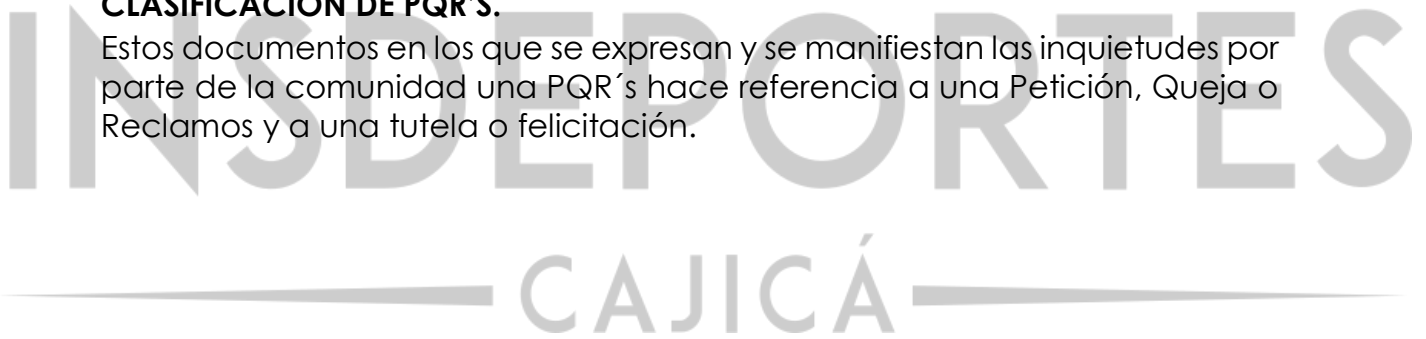 CLASIFICACIÓN DE PQR'S.
Estos documentos en los que se expresan y se manifiestan las inquietudes por
parte de la comunidad una PQR´s hace referencia a una Petición, Queja o
Reclamos y a una tutela o felicitación.
INSDEPORTES
CAJICÁ